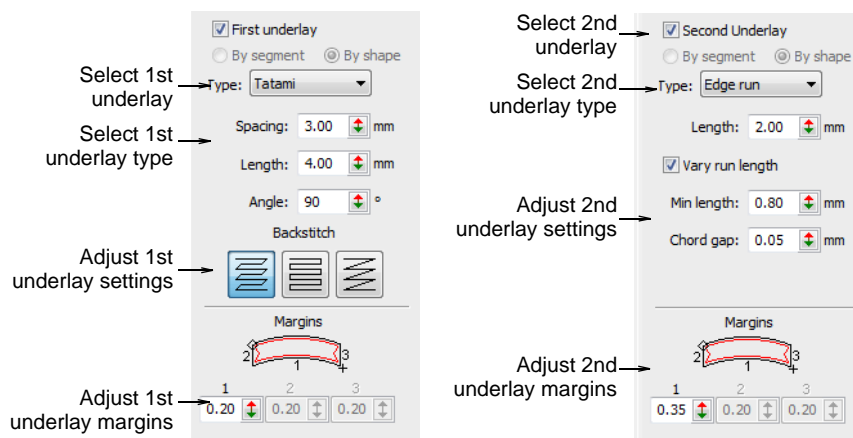 Select 1st
underlay
Select 1st
underlay type
Adjust 1st
underlay settings
Adjust 1st
underlay margins
First underlay
By segment By shape
Type: Tatami
Spacing: 3.00 mm
Length: 4.00 mm
Angle: 90 °
Backstitch
Margins
2 3
1
1 2 3
0.20 0.20 0.20
Select 2nd
underlay
Select 2nd
underlay type
Adjust 2nd
underlay settings
Adjust 2nd
underlay margins
Second Underlay
By segment By shape
Type: Edge run
Length: 2.00 mm
Vary run length
Min length: 0.80 mm
Chord gap: 0.05 mm
Margins
2 3
1
1 2 3
0.35 0.20 0.20